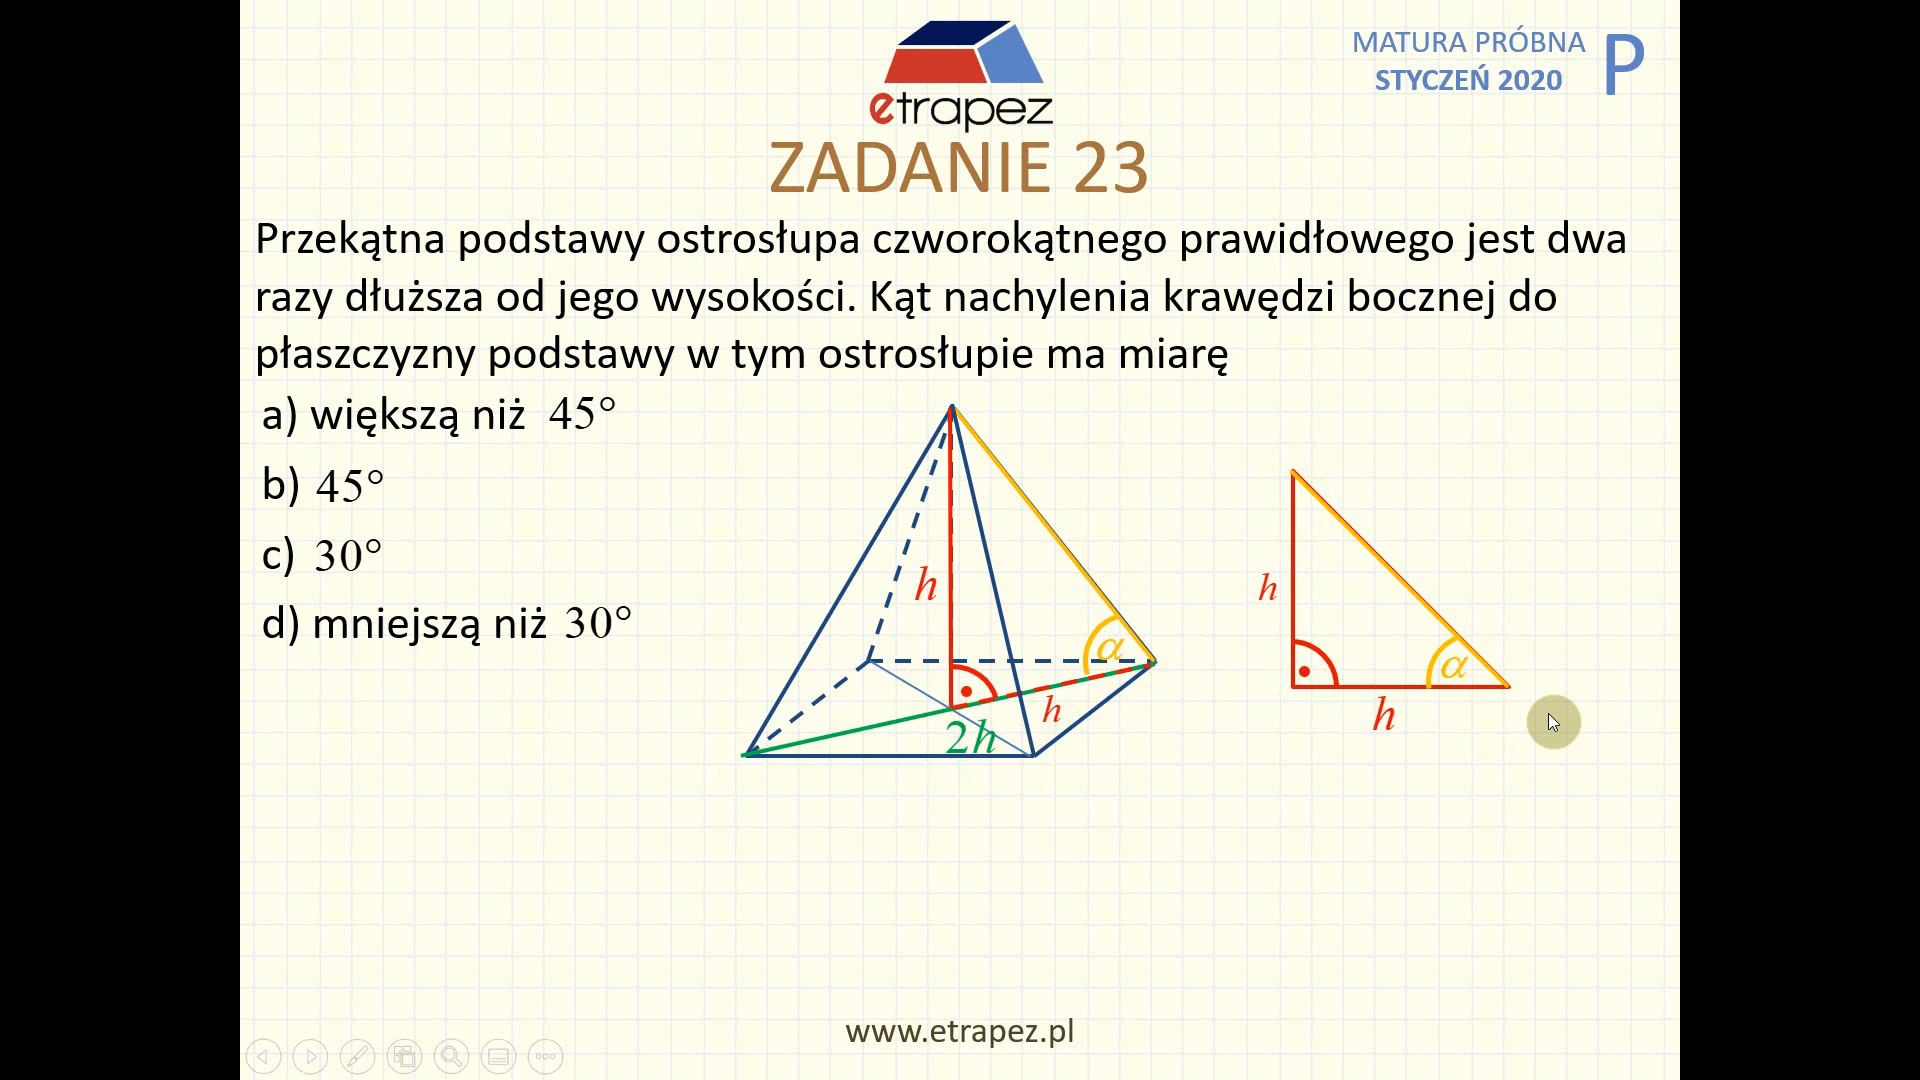 etrapez
MATURA PRÓBNA
STYCZEŃ 2020
P
ZADANIE 23
Przekątna podstawy ostrosłupa czworokątnego prawidłowego jest dwa
razy dłuższa od jego wysokości. Kąt nachylenia krawędzi bocznej do
płaszczyzny podstawy w tym ostrosłupie ma miarę
a) większą niż 45°
b) 45°
c) 30°
d) mniejszą niż 30°
h
α
h
2h
h
α
h
www.etrapez.pl